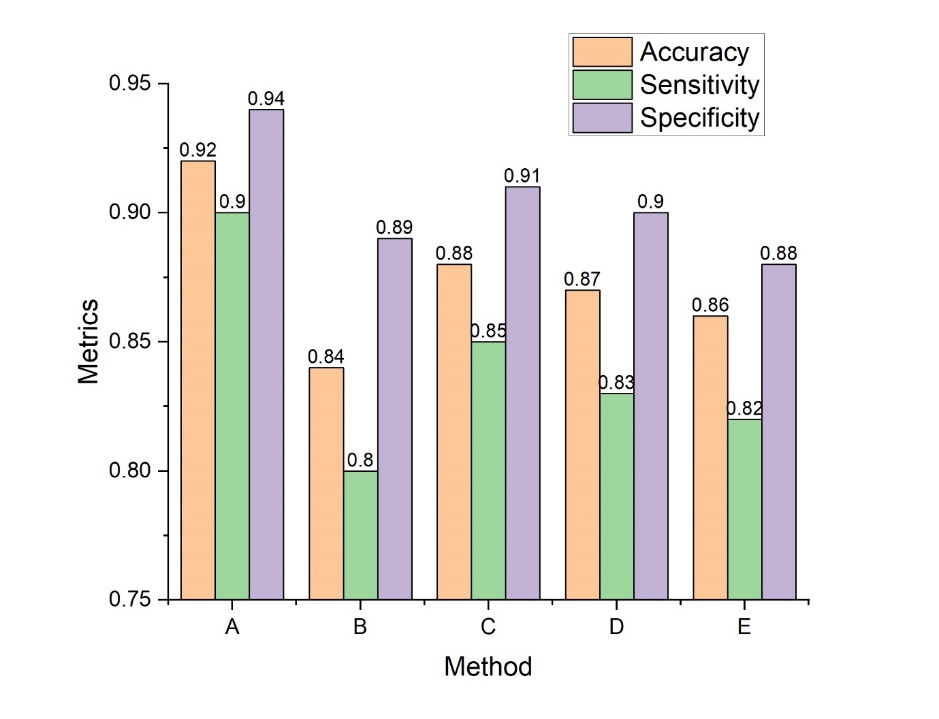 Accuracy
Sensitivity
Specificity
0.95
0.90
0.85
0.80
0.75
Metrics
0.92
0.9
0.94
0.84
0.8
0.89
0.88
0.85
0.91
0.87
0.83
0.9
0.86
0.82
0.88
A
B
C
D
E
Method